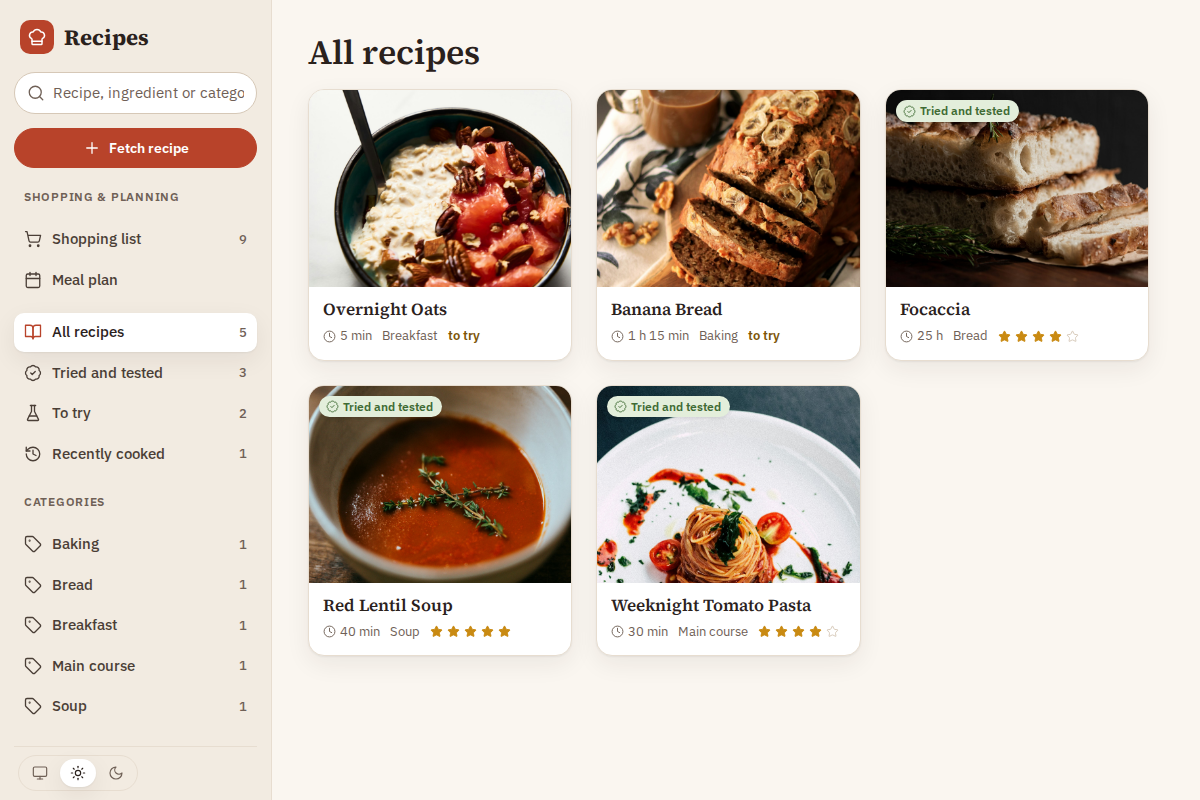 Recipes
Recipe, ingredient or catego
Fetch recipe
SHOPPING & PLANNING
Shopping list 9
Meal plan
All recipes 5
Tried and tested 3
To try 2
Recently cooked 1
CATEGORIES
Baking 1
Bread 1
Breakfast 1
Main course 1
Soup 1
All recipes
Overnight Oats
5 min Breakfast to try
Banana Bread
1 h 15 min Baking to try
Tried and tested
Focaccia
25 h Bread
Tried and tested
Red Lentil Soup
40 min Soup
Tried and tested
Weeknight Tomato Pasta
30 min Main course